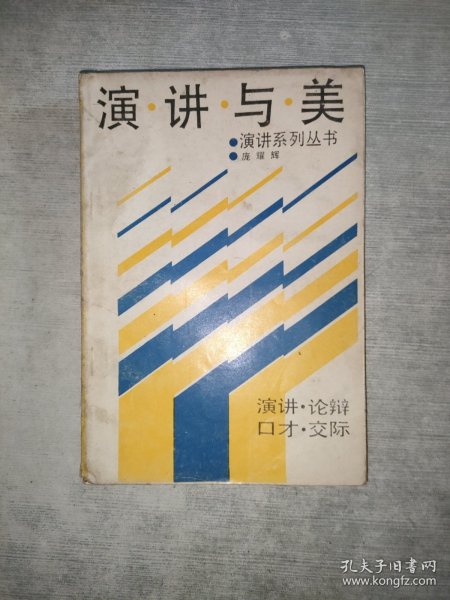 演·讲·与·美
●演讲系列丛书
●庞耀辉
演讲·论辩
口才·交际
孔夫子旧书网
www.kongfz.com